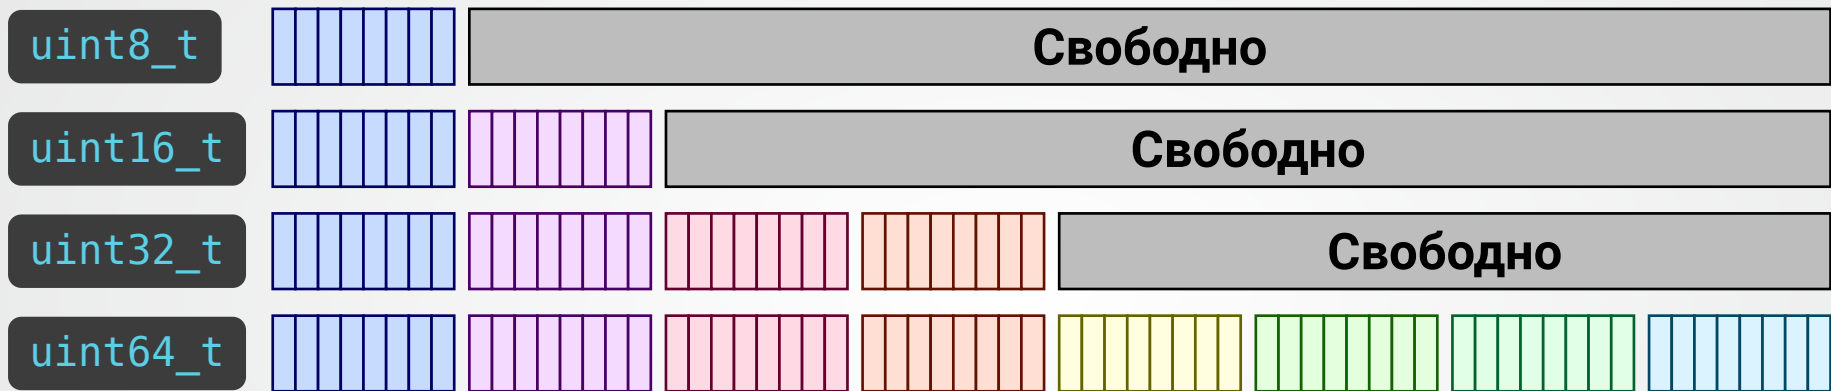 uint8_t Свободно
uint16_t Свободно
uint32_t Свободно
uint64_t